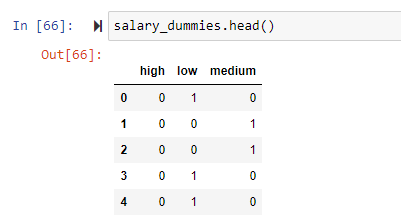 In [66]: salary_dummies.head()
Out[66]:
high low medium
0 0 1 0
1 0 0 1
2 0 0 1
3 0 1 0
4 0 1 0